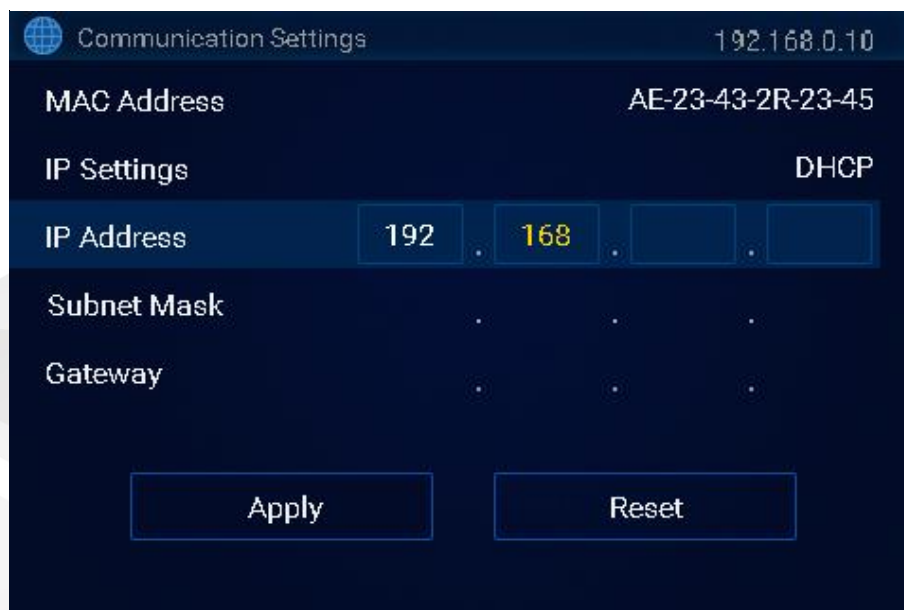 Communication Settings 192.168.0.10
MAC Address AE-23-43-2R-23-45
IP Settings DHCP
IP Address 192 . 168 . .
Subnet Mask . . .
Gateway . . .
Apply Reset